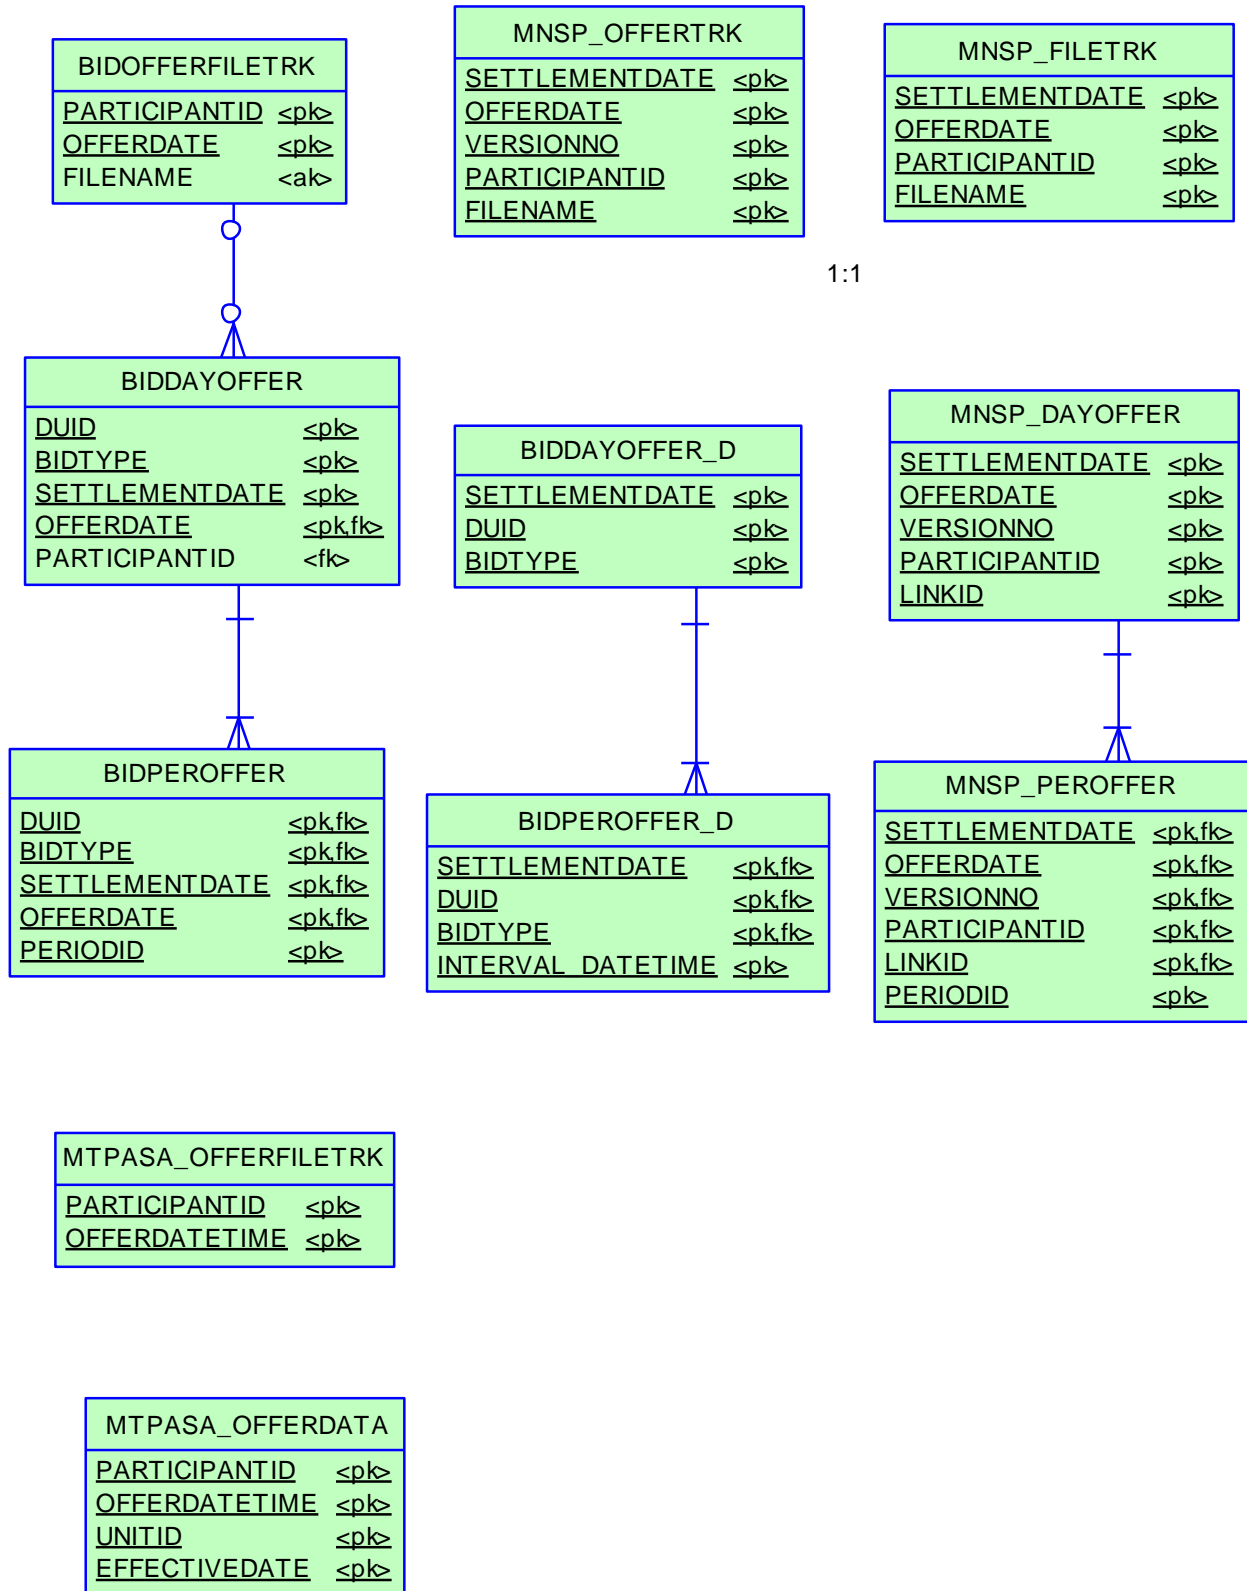 BIDOFFERFILETRK
PARTICIPANTID <pk>
OFFERDATE <pk>
FILENAME <ak>
MNSP_OFFERTRK
SETTLEMENTDATE <pk>
OFFERDATE <pk>
VERSIONNO <pk>
PARTICIPANTID <pk>
FILENAME <pk>
MNSP_FILETRK
SETTLEMENTDATE <pk>
OFFERDATE <pk>
PARTICIPANTID <pk>
FILENAME <pk>
1:1
BIDDAYOFFER
DUID <pk>
BIDTYPE <pk>
SETTLEMENTDATE <pk>
OFFERDATE <pk,fk>
PARTICIPANTID <fk>
BIDDAYOFFER_D
SETTLEMENTDATE <pk>
DUID <pk>
BIDTYPE <pk>
MNSP_DAYOFFER
SETTLEMENTDATE <pk>
OFFERDATE <pk>
VERSIONNO <pk>
PARTICIPANTID <pk>
LINKID <pk>
BIDPEROFFER
DUID <pk,fk>
BIDTYPE <pk,fk>
SETTLEMENTDATE <pk,fk>
OFFERDATE <pk,fk>
PERIODID <pk>
BIDPEROFFER_D
SETTLEMENTDATE <pk,fk>
DUID <pk,fk>
BIDTYPE <pk,fk>
INTERVAL_DATETIME <pk>
MNSP_PEROFFER
SETTLEMENTDATE <pk,fk>
OFFERDATE <pk,fk>
VERSIONNO <pk,fk>
PARTICIPANTID <pk,fk>
LINKID <pk,fk>
PERIODID <pk>
MTPASA_OFFERFILETRK
PARTICIPANTID <pk>
OFFERDATETIME <pk>
MTPASA_OFFERDATA
PARTICIPANTID <pk>
OFFERDATETIME <pk>
UNITID <pk>
EFFECTIVEDATE <pk>